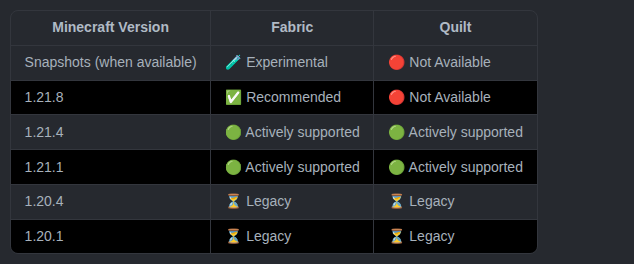 Minecraft Version Fabric Quilt
Snapshots (when available) 🧪 Experimental 🔴 Not Available
1.21.8 ✅ Recommended 🔴 Not Available
1.21.4 🟢 Actively supported 🟢 Actively supported
1.21.1 🟢 Actively supported 🟢 Actively supported
1.20.4 ⏳ Legacy ⏳ Legacy
1.20.1 ⏳ Legacy ⏳ Legacy